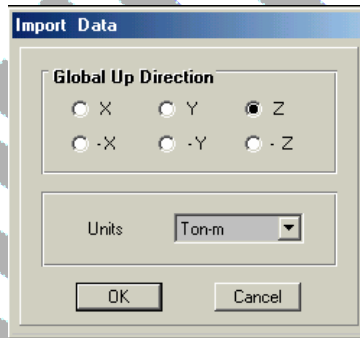 Import Data
Global Up Direction
X Y Z
-X -Y - Z
Units Ton-m
OK Cancel